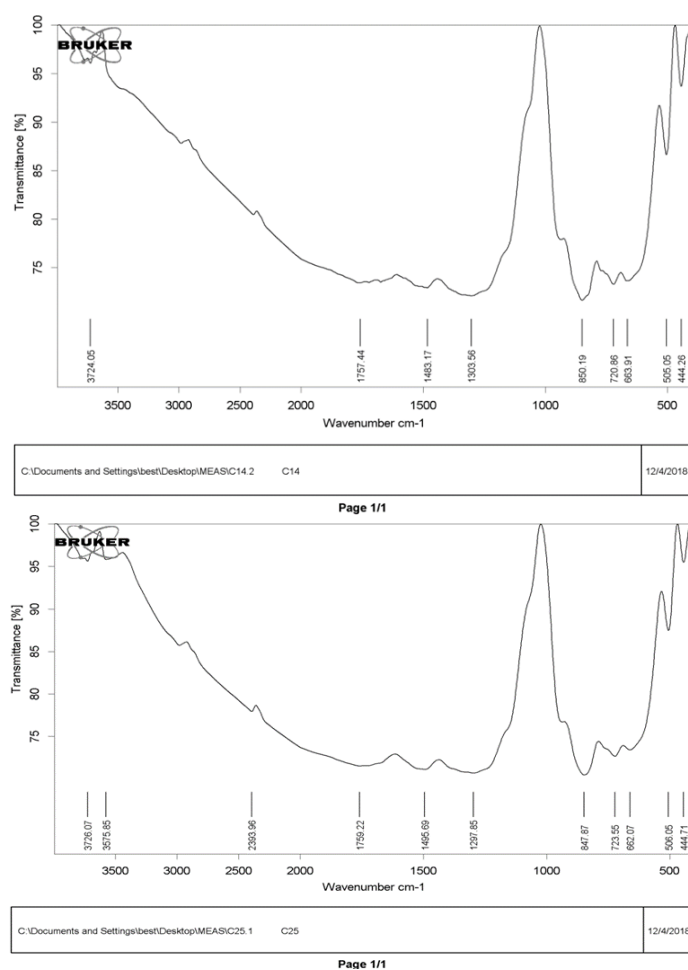 BRUKER
Transmittance [%]
100
95
90
85
80
75
3724.05
1757.44
1483.17
1303.56
850.19
720.86
663.91
505.05
444.26
3500 3000 2500 2000 1500 1000 500
Wavenumber cm-1
C:\Documents and Settings\best\Desktop\MEAS\C14.2 C14 12/4/2018
Page 1/1
BRUKER
Transmittance [%]
100
95
90
85
80
75
3726.07
3575.85
2393.96
1759.22
1495.69
1297.85
847.87
723.55
662.07
506.05
444.71
3500 3000 2500 2000 1500 1000 500
Wavenumber cm-1
C:\Documents and Settings\best\Desktop\MEAS\C25.1 C25 12/4/2018
Page 1/1